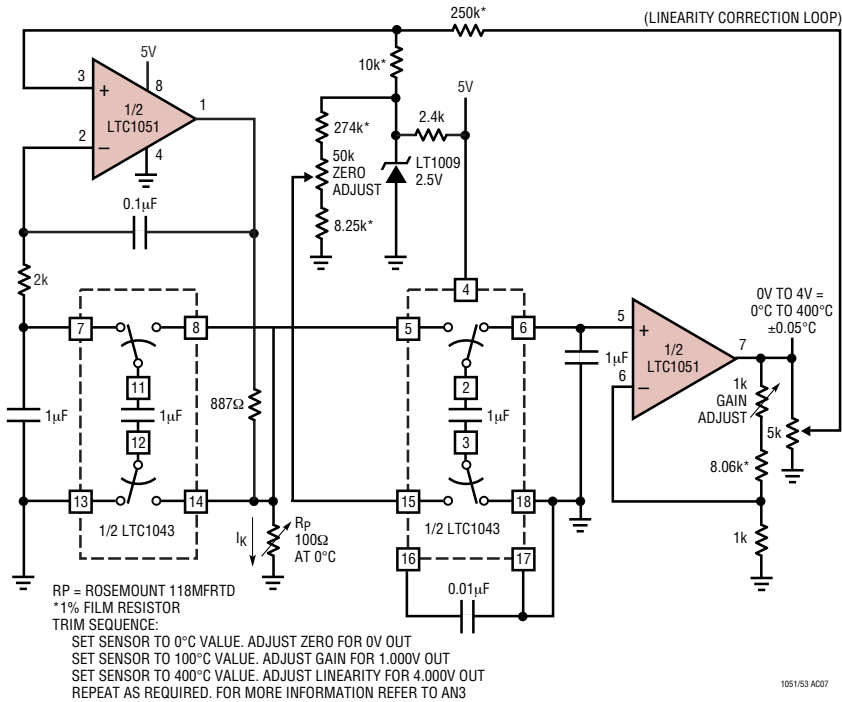 250k*
(LINEARITY CORRECTION LOOP)
10k*
5V
3
8
+
1/2
LTC1051
1
2
–
4
5V
2.4k
274k*
50k
ZERO
ADJUST
LT1009
2.5V
8.25k*
0.1µF
2k
4
7
8
5
6
11
2
1µF
1µF
1µF
12
3
887Ω
1µF
13
14
15
18
1/2 LTC1043
1/2 LTC1043
16
17
0.01µF
IK
RP
100Ω
AT 0°C
0V TO 4V =
0°C TO 400°C
±0.05°C
5
+
1/2
LTC1051
7
6
–
1k
GAIN
ADJUST
5k
8.06k*
1k
RP = ROSEMOUNT 118MFRTD
*1% FILM RESISTOR
TRIM SEQUENCE:
SET SENSOR TO 0°C VALUE. ADJUST ZERO FOR 0V OUT
SET SENSOR TO 100°C VALUE. ADJUST GAIN FOR 1.000V OUT
SET SENSOR TO 400°C VALUE. ADJUST LINEARITY FOR 4.000V OUT
REPEAT AS REQUIRED. FOR MORE INFORMATION REFER TO AN3
1051/53 AC07